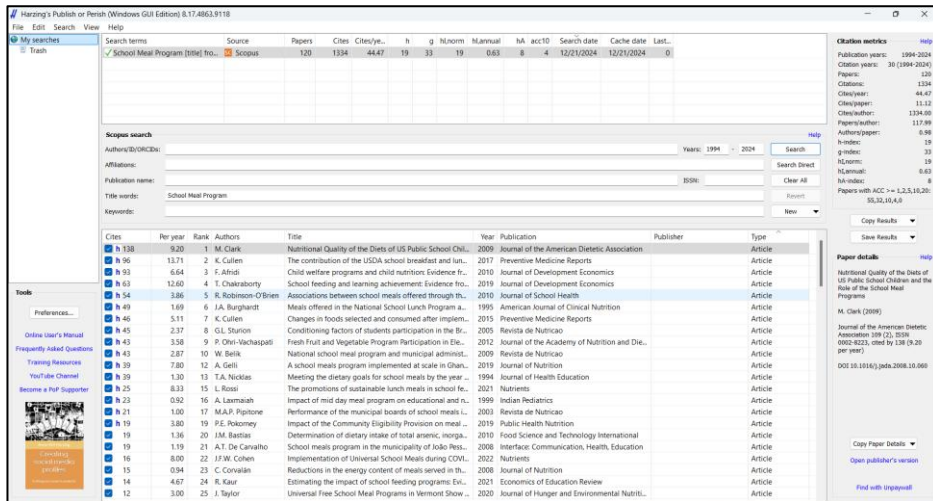 Harzing's Publish or Perish (Windows GUI Edition) 8.17.4863.9118
File Edit Search View Help
My searches
Trash
Search terms Source Papers Cites Cites/ye... h g hI,norm hI,annual hA acc10 Search date Cache date Last...
School Meal Program [title] fro... Scopus 120 1334 44.47 19 33 19 0.63 8 4 12/21/2024 12/21/2024 0
Scopus search Help
Authors/ID/ORCIDs: Years: 1994 - 2024 Search
Affiliations: Search Direct
Publication name: ISSN: Clear All
Title words: School Meal Program Revert
Keywords: New
Cites Per year Rank Authors Title Year Publication Publisher Type
h 138 9.20 1 M. Clark Nutritional Quality of the Diets of US Public School Chil... 2009 Journal of the American Dietetic Association Article
h 96 13.71 2 K. Cullen The contribution of the USDA school breakfast and lun... 2017 Preventive Medicine Reports Article
h 93 6.64 3 F. Afridi Child welfare programs and child nutrition: Evidence fr... 2010 Journal of Development Economics Article
h 63 12.60 4 T. Chakraborty School feeding and learning achievement: Evidence fro... 2019 Journal of Development Economics Article
h 54 3.86 5 R. Robinson-O'Brien Associations between school meals offered through th... 2010 Journal of School Health Article
h 49 1.69 6 J.A. Burghardt Meals offered in the National School Lunch Program a... 1995 American Journal of Clinical Nutrition Article
h 46 5.11 7 K. Cullen Changes in foods selected and consumed after implem... 2015 Preventive Medicine Reports Article
h 45 2.37 8 G.L. Sturion Conditioning factors of students participation in the Br... 2005 Revista de Nutricao Article
h 43 3.58 9 P. Ohri-Vachaspati Fresh Fruit and Vegetable Program Participation in Ele... 2012 Journal of the Academy of Nutrition and Die... Article
h 43 2.87 10 W. Belik National school meal program and municipal administ... 2009 Revista de Nutricao Article
h 39 7.80 12 A. Gelli A school meals program implemented at scale in Ghan... 2019 Journal of Nutrition Article
h 39 1.30 13 T.A. Nicklas Meeting the dietary goals for school meals by the year ... 1994 Journal of Health Education Article
h 25 8.33 15 L. Rossi The promotions of sustainable lunch meals in school fe... 2021 Nutrients Article
h 23 0.92 16 A. Laxmaiah Impact of mid day meal program on educational and n... 1999 Indian Pediatrics Article
h 21 1.00 17 M.A.P. Pipitone Performance of the municipal boards of school meals i... 2003 Revista de Nutricao Article
h 19 3.80 19 P.E. Pokorney Impact of the Community Eligibility Provision on meal ... 2019 Public Health Nutrition Article
19 1.36 20 J.M. Bastias Determination of dietary intake of total arsenic, inorga... 2010 Food Science and Technology International Article
19 1.19 21 A.T. De Carvalho School meals program in the municipality of João Pess... 2008 Interface: Communication, Health, Education Article
16 8.00 22 J.F.W. Cohen Implementation of Universal School Meals during COVI... 2022 Nutrients Article
15 0.94 23 C. Corvalán Reductions in the energy content of meals served in th... 2008 Journal of Nutrition Article
14 4.67 24 R. Kaur Estimating the impact of school feeding programs: Evi... 2021 Economics of Education Review Article
12 3.00 25 J. Taylor Universal Free School Meal Programs in Vermont Show ... 2020 Journal of Hunger and Environmental Nutriti... Article
Tools
Preferences...
Online User's Manual
Frequently Asked Questions
Training Resources
YouTube Channel
Become a PoP Supporter
Citation metrics Help
Publication years: 1994-2024
Citation years: 30 (1994-2024)
Papers: 120
Citations: 1334
Cites/year: 44.47
Cites/paper: 11.12
Cites/author: 1334.00
Papers/author: 117.99
Authors/paper: 0.98
h-index: 19
g-index: 33
hI,norm: 19
hI,annual: 0.63
hA-index: 8
Papers with ACC >= 1,2,5,10,20:
55,32,10,4,0
Copy Results
Save Results
Paper details Help
Nutritional Quality of the Diets of
US Public School Children and the
Role of the School Meal
Programs
M. Clark (2009)
Journal of the American Dietetic
Association 109 (2), ISSN
0002-8223, cited by 138 (9.20
per year)
DOI 10.1016/j.jada.2008.10.060
Copy Paper Details
Open publisher's version
Find with Unpaywall